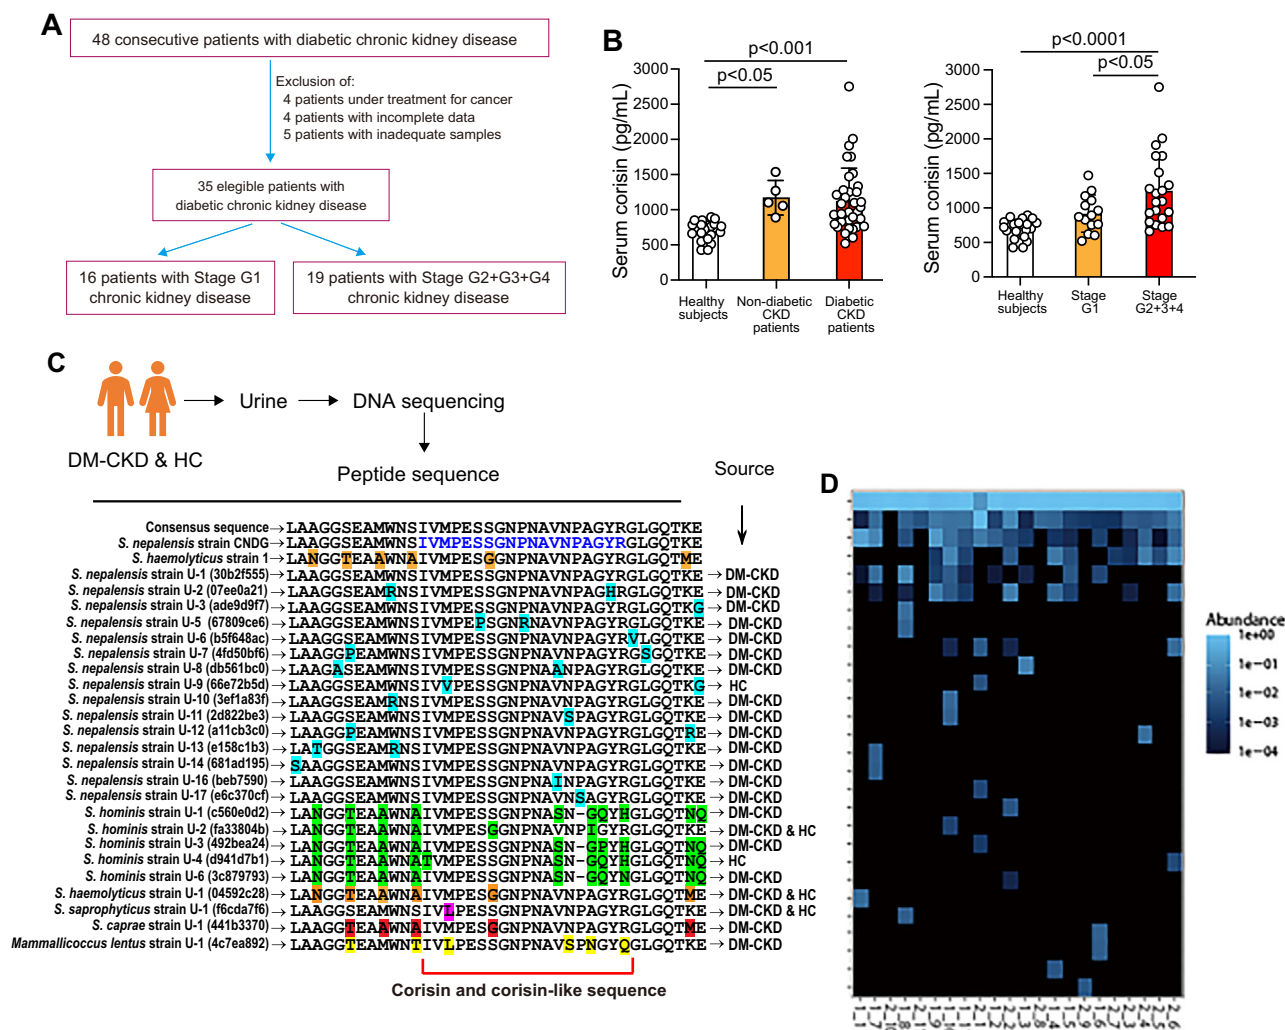 A
48 consecutive patients with diabetic chronic kidney disease
Exclusion of:
4 patients under treatment for cancer
4 patients with incomplete data
5 patients with inadequate samples
35 elegible patients with
diabetic chronic kidney disease
16 patients with Stage G1
chronic kidney disease
19 patients with Stage G2+G3+G4
chronic kidney disease
B
p<0.001
p<0.05
Serum corisin (pg/mL)
3000
2500
2000
1500
1000
500
0
Healthy
subjects
Non-diabetic
CKD
patients
Diabetic
CKD
patients
p<0.0001
p<0.05
Serum corisin (pg/mL)
3000
2500
2000
1500
1000
500
0
Healthy
subjects
Stage
G1
Stage
G2+3+4
C
DM-CKD & HC
Urine
DNA sequencing
Peptide sequence
Source
Consensus sequence→LAAGGSEAMWNSIVMPESSGNPNAVNPAGYRGLGQTKE
S. nepalensis strain CNDG→LAAGGSEAMWNSIVMPESSGNPNAVNPAGYRGLGQTKE
S. haemolyticus strain 1→LANGGTEAAWNAIVMPESGGNPNAVNPAGYRGLGQTME
S. nepalensis strain U-1 (30b2f555)→LAAGGSEAMWNSIVMPESSGNPNAVNPAGYRGLGQTKE→DM-CKD
S. nepalensis strain U-2 (07ee0a21)→LAAGGSEAMRNSIVMPESSGNPNAVNPAGHRGLGQTKE→DM-CKD
S. nepalensis strain U-3 (ade9d9f7)→LAAGGSEAMWNSIVMPESSGNPNAVNPAGYRGLGQTKG→DM-CKD
S. nepalensis strain U-5 (67809ce6)→LAAGGSEAMWNSIVMPEPSGNRNAVNPAGYRGLGQTKE→DM-CKD
S. nepalensis strain U-6 (b5f648ac)→LAAGGSEAMWNSIVMPESSGNPNAVNPAGYRVLGQTKE→DM-CKD
S. nepalensis strain U-7 (4fd50bf6)→LAAGGPEAMWNSIVMPESSGNPNAVNPAGYRGSGQTKE→DM-CKD
S. nepalensis strain U-8 (db561bc0)→LAAGASEAMWNSIVMPESSGNPNAANPAGYRGLGQTKE→DM-CKD
S. nepalensis strain U-9 (66e72b5d)→LAAGGSEAMWNSIVVPESSGNPNAVNPAGYRGLGQTKG→HC
S. nepalensis strain U-10 (3ef1a83f)→LAAGGSEAMRNSIVMPESSGNPNAVNPAGYRGLGQTKE→DM-CKD
S. nepalensis strain U-11 (2d822be3)→LAAGGSEAMWNSIVMPESSGNPNAVSPAGYRGLGQTKE→DM-CKD
S. nepalensis strain U-12 (a11cb3c0)→LAAGGPEAMWNSIVMPESSGNPNAVNPAGYRGLGQTRE→DM-CKD
S. nepalensis strain U-13 (e158c1b3)→LATGGSEAMRNSIVMPESSGNPNAVNPAGYRGLGQTKE→DM-CKD
S. nepalensis strain U-14 (681ad195)→SAAGGSEAMWNSIVMPESSGNPNAVNPAGYRGLGQTKE→DM-CKD
S. nepalensis strain U-16 (beb7590)→LAAGGSEAMWNSIVMPESSGNPNAINPAGYRGLGQTKE→DM-CKD
S. nepalensis strain U-17 (e6c370cf)→LAAGGSEAMWNSIVMPESSGNPNAVNSAGYRGLGQTKE→DM-CKD
S. hominis strain U-1 (c560e0d2)→LANGGTEAAWNAIVMPESSGNPNASN-GQYHGLGQTNQ→DM-CKD
S. hominis strain U-2 (fa33804b)→LANGGTEAAWNAIVMPESGGNPNAVNPIGYRGLGQTKE→DM-CKD & HC
S. hominis strain U-3 (492bea24)→LANGGTEAAWNAIVMPESSGNPNASN-GPYHGLGQTNQ→DM-CKD
S. hominis strain U-4 (d941d7b1)→LANGGTEAAWNATVMPESSGNPNASN-GQYHGLGQTNQ→HC
S. hominis strain U-6 (3c879793)→LANGGTEAAWNAIVMPESSGNPNASN-GQYNGLGQTNQ→DM-CKD
S. haemolyticus strain U-1 (04592c28)→LANGGTEAAWNAIVMPESGGNPNAVNPAGYRGLGQTME→DM-CKD & HC
S. saprophyticus strain U-1 (f6cda7f6)→LAAGGSEAMWNSIVLPESSGNPNAVNPAGYRGLGQTKE→DM-CKD & HC
S. caprae strain U-1 (441b3370)→LAAGGTEAAWNAIVMPESGGNPNAVNPAGYRGLGQTME→DM-CKD
Mammallicoccus lentus strain U-1 (4c7ea892)→LAAGGTEAMWNTIVLPESSGNPNAVSPNGYQGLGQTKE→DM-CKD
Corisin and corisin-like sequence
D
Abundance
1e+00
1e-01
1e-02
1e-03
1e-04